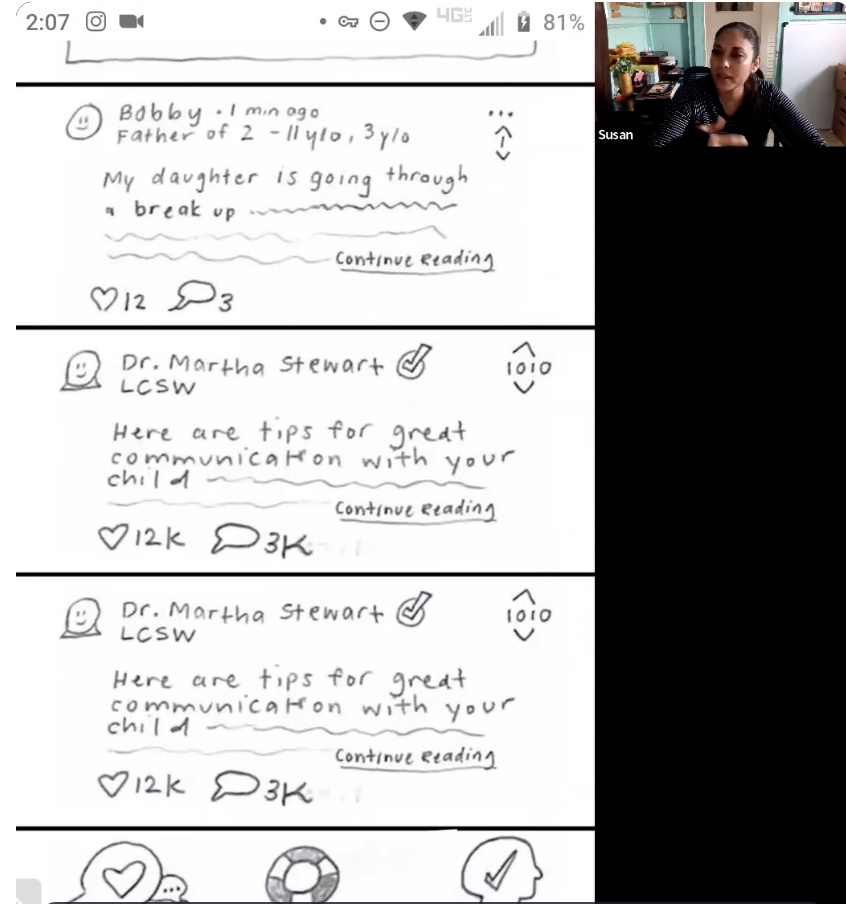 2:07
4G LTE
81%
Susan
Bobby · 1 min ago
Father of 2 - 11 y/o, 3 y/o
1
My daughter is going through
a break up
Continue Reading
12
3
Dr. Martha Stewart
LCSW
1010
Here are tips for great
communication with your
child
Continue Reading
12K
3K
Dr. Martha Stewart
LCSW
1010
Here are tips for great
communication with your
child
Continue Reading
12K
3K